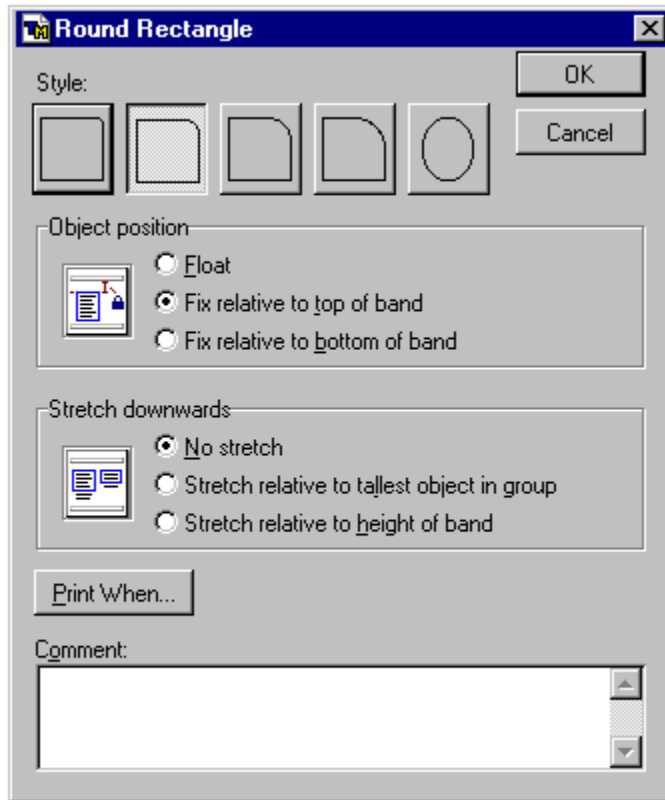 Round Rectangle
Style:
OK
Cancel
Object position
Float
Fix relative to top of band
Fix relative to bottom of band
Stretch downwards
No stretch
Stretch relative to tallest object in group
Stretch relative to height of band
Print When...
Comment: